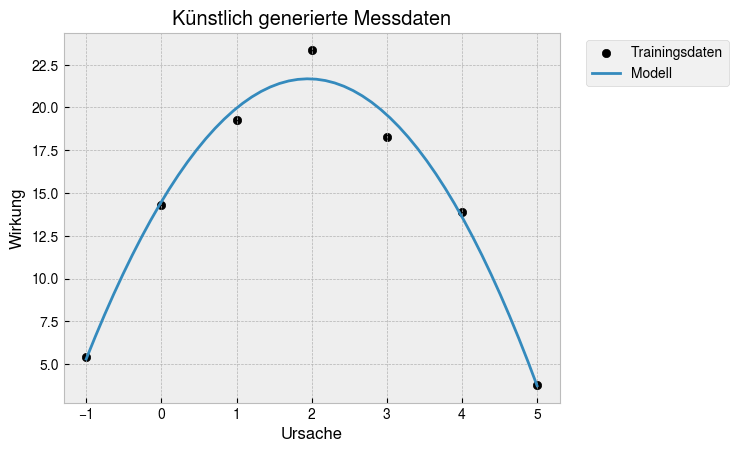 Künstlich generierte Messdaten
Trainingsdaten
Modell
22.5
20.0
17.5
15.0
12.5
10.0
7.5
5.0
Wirkung
−1 0 1 2 3 4 5
Ursache